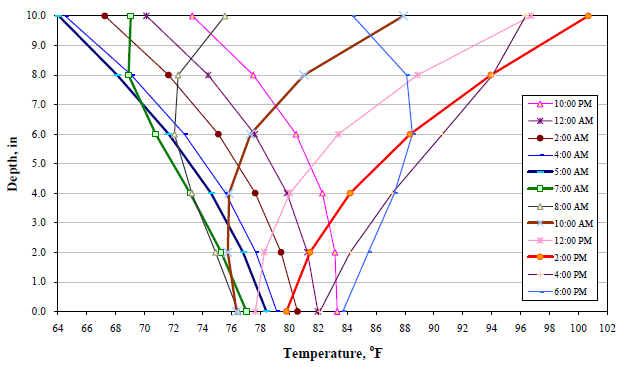 10.0
9.0
8.0
7.0
6.0
5.0
4.0
3.0
2.0
1.0
0.0
Depth, in
64 66 68 70 72 74 76 78 80 82 84 86 88 90 92 94 96 98 100 102
Temperature, °F
10:00 PM
12:00 AM
2:00 AM
4:00 AM
5:00 AM
7:00 AM
8:00 AM
10:00 AM
12:00 PM
2:00 PM
4:00 PM
6:00 PM